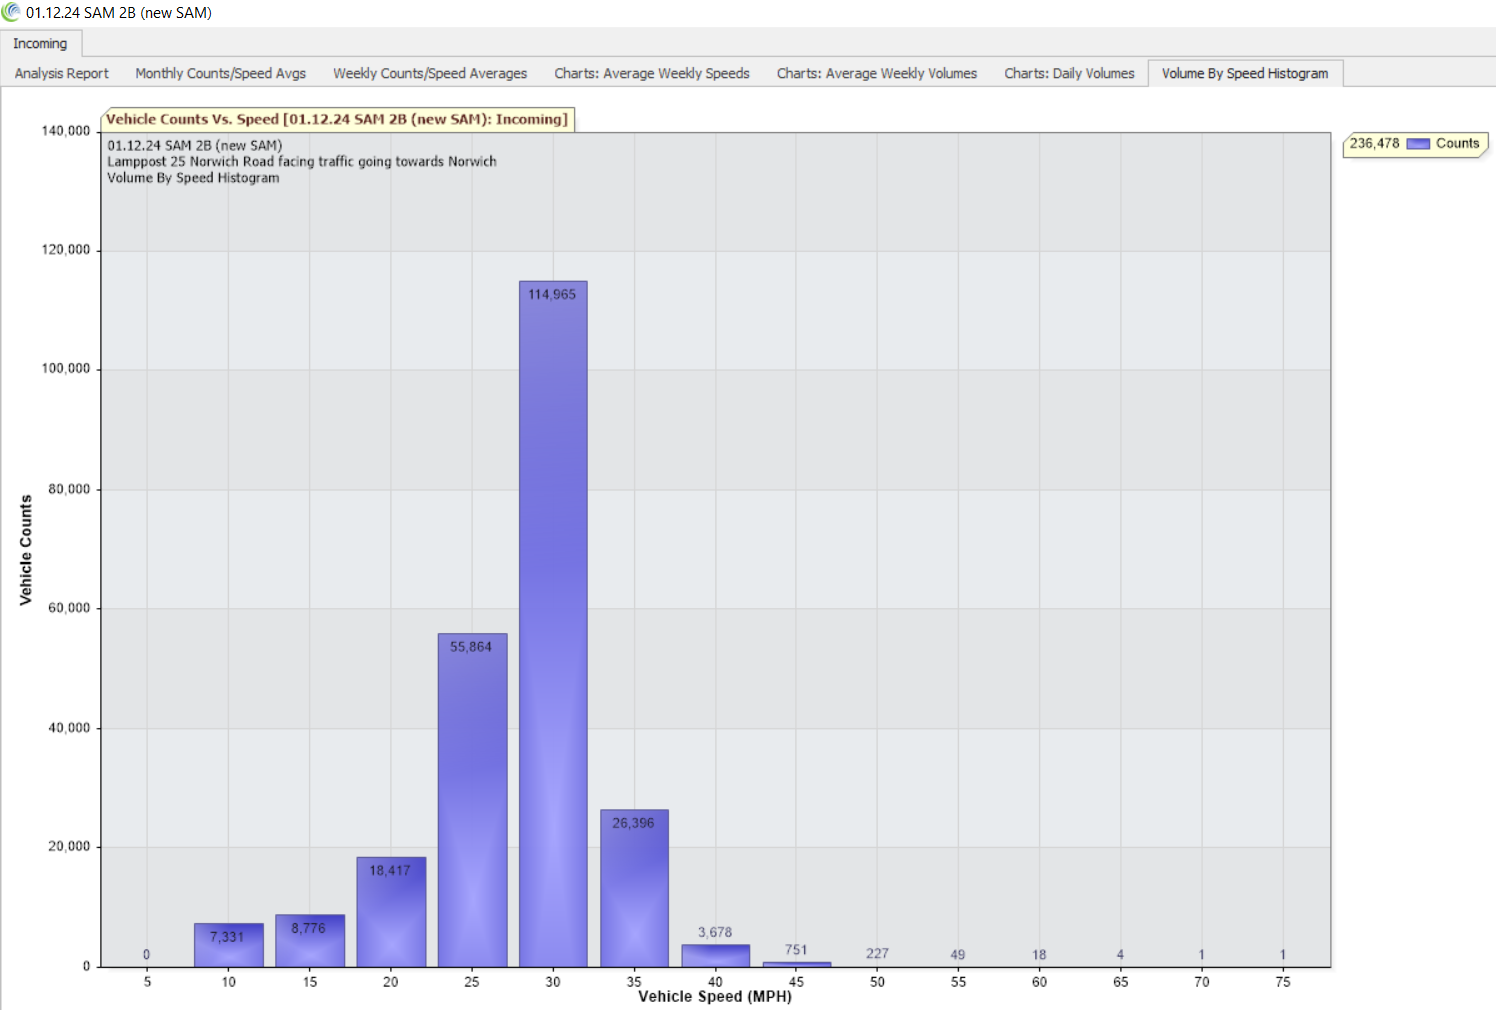 01.12.24 SAM 2B (new SAM)
Incoming
Analysis Report Monthly Counts/Speed Avgs Weekly Counts/Speed Averages Charts: Average Weekly Speeds Charts: Average Weekly Volumes Charts: Daily Volumes Volume By Speed Histogram
Vehicle Counts Vs. Speed [01.12.24 SAM 2B (new SAM): Incoming]
01.12.24 SAM 2B (new SAM)
Lamppost 25 Norwich Road facing traffic going towards Norwich
Volume By Speed Histogram
236,478 Counts
140,000
120,000
100,000
80,000
60,000
40,000
20,000
0
Vehicle Counts
0 7,331 8,776 18,417 55,864 114,965 26,396 3,678 751 227 49 18 4 1 1
5 10 15 20 25 30 35 40 45 50 55 60 65 70 75
Vehicle Speed (MPH)